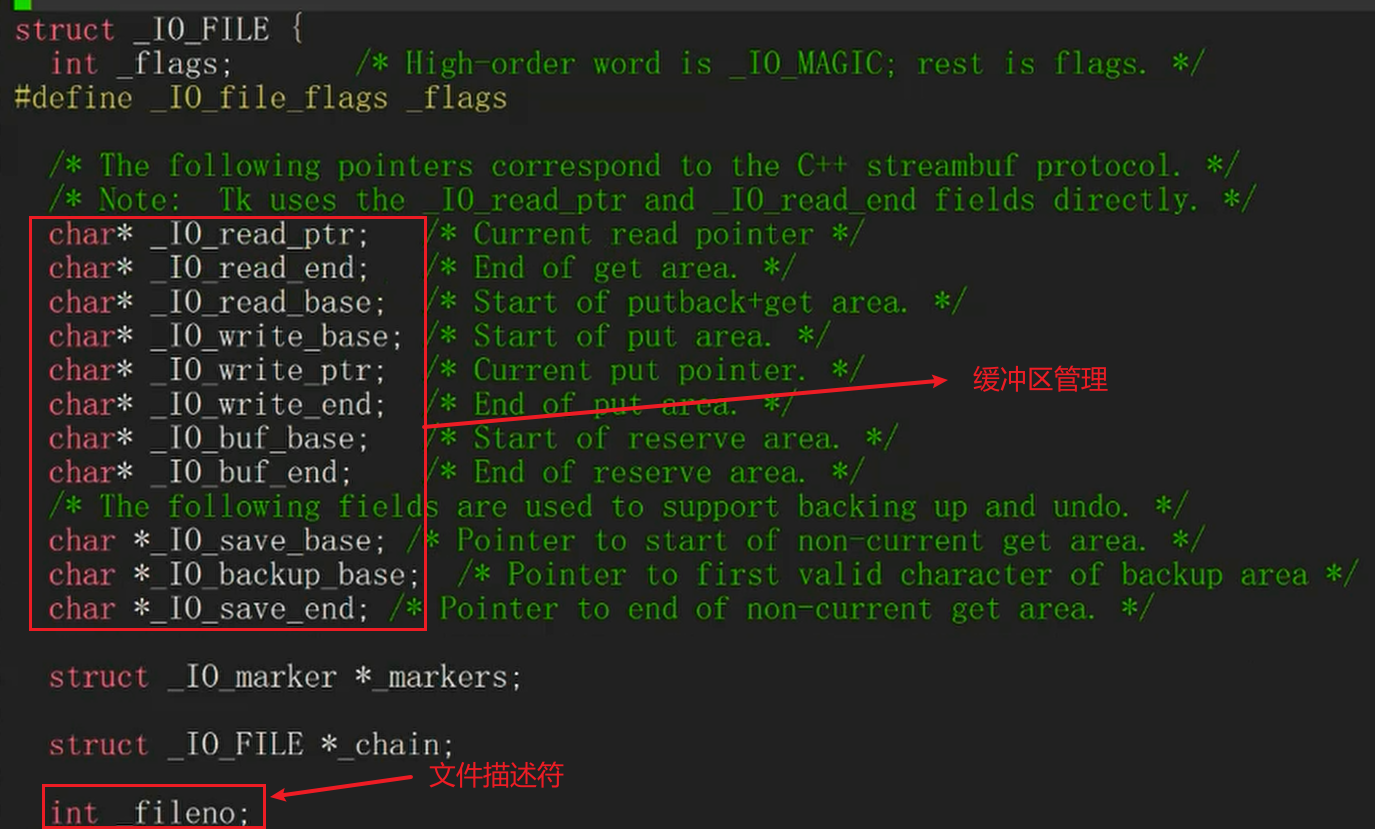 struct _IO_FILE {
  int _flags;       /* High-order word is _IO_MAGIC; rest is flags. */
#define _IO_file_flags _flags
  /* The following pointers correspond to the C++ streambuf protocol. */
  /* Note:  Tk uses the _IO_read_ptr and _IO_read_end fields directly. */
  char* _IO_read_ptr;   /* Current read pointer */
  char* _IO_read_end;   /* End of get area. */
  char* _IO_read_base;  /* Start of putback+get area. */
  char* _IO_write_base; /* Start of put area. */
  char* _IO_write_ptr;  /* Current put pointer. */
缓冲区管理
  char* _IO_write_end;  /* End of put area. */
  char* _IO_buf_base;   /* Start of reserve area. */
  char* _IO_buf_end;    /* End of reserve area. */
  /* The following fields are used to support backing up and undo. */
  char *_IO_save_base; /* Pointer to start of non-current get area. */
  char *_IO_backup_base;  /* Pointer to first valid character of backup area */
  char *_IO_save_end; /* Pointer to end of non-current get area. */
  struct _IO_marker *_markers;
  struct _IO_FILE *_chain;
文件描述符
  int _fileno;